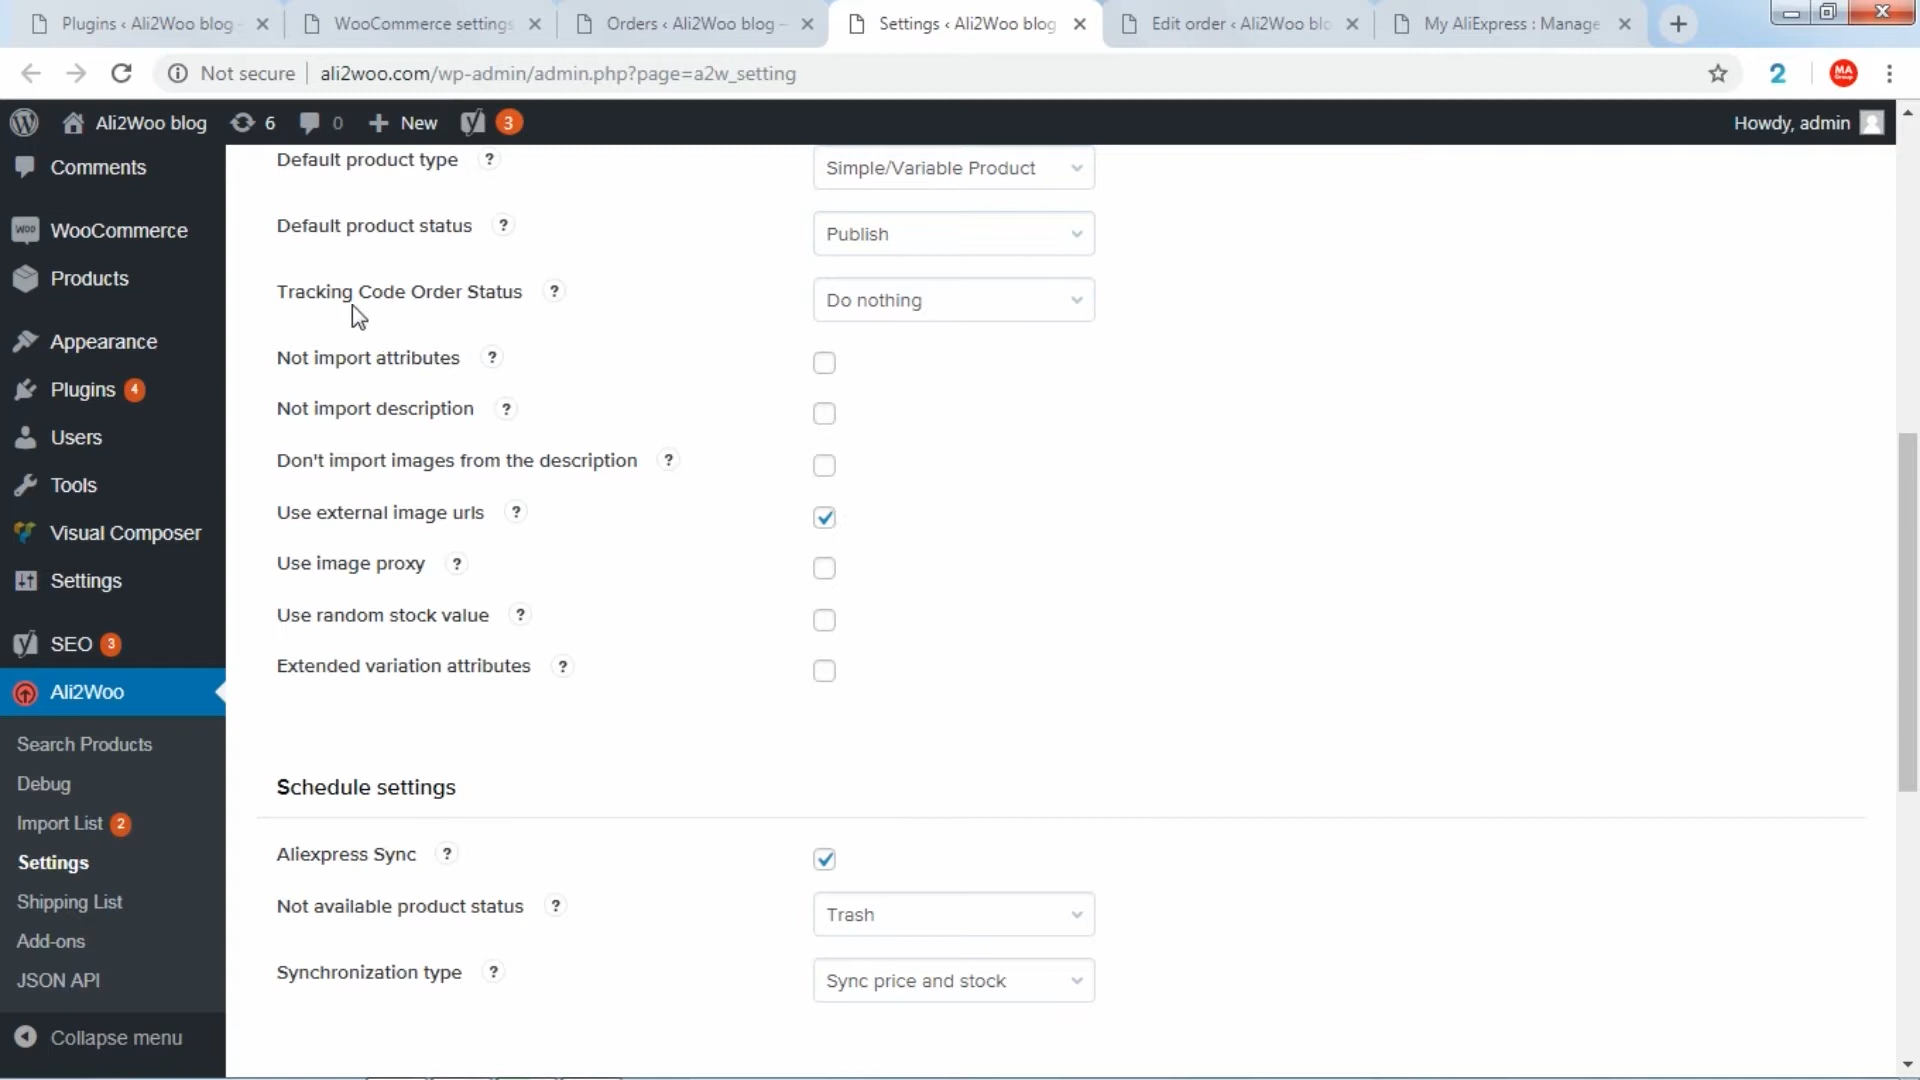 Plugins ‹ Ali2Woo blog –
WooCommerce settings
Orders ‹ Ali2Woo blog –
Settings ‹ Ali2Woo blog
Edit order ‹ Ali2Woo blo
My AliExpress : Manage
Not secure
ali2woo.com/wp-admin/admin.php?page=a2w_setting
2
MA
Group
Ali2Woo blog
6
0
New
3
Howdy, admin
Comments
WOO
WooCommerce
Products
Appearance
Plugins 4
Users
Tools
Visual Composer
Settings
SEO 3
Ali2Woo
Search Products
Debug
Import List 2
Settings
Shipping List
Add-ons
JSON API
Collapse menu
Default product type ?
Simple/Variable Product
Default product status ?
Publish
Tracking Code Order Status ?
Do nothing
Not import attributes ?
Not import description ?
Don't import images from the description ?
Use external image urls ?
Use image proxy ?
Use random stock value ?
Extended variation attributes ?
Schedule settings
Aliexpress Sync ?
Not available product status ?
Trash
Synchronization type ?
Sync price and stock